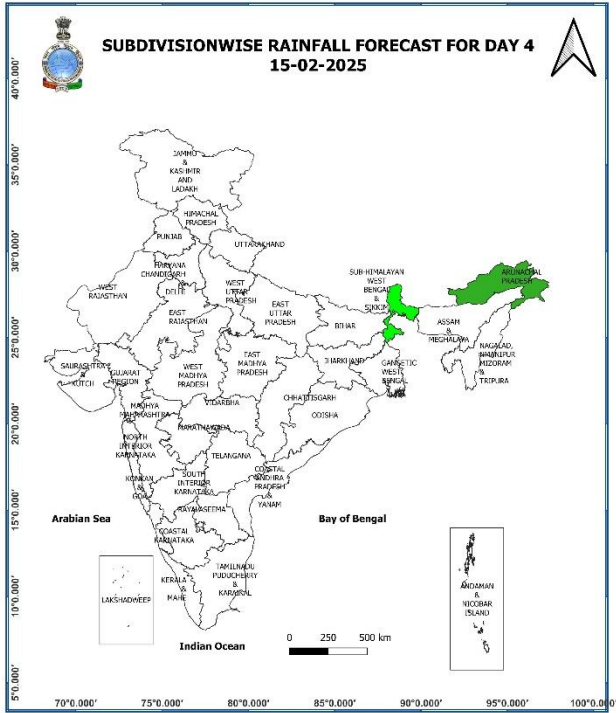 SUBDIVISIONWISE RAINFALL FORECAST FOR DAY 4
15-02-2025
40°0.000'
35°0.000'
30°0.000'
25°0.000'
20°0.000'
15°0.000'
10°0.000'
5°0.000'
JAMMU
&
KASHMIR
AND
LADAKH
HIMACHAL
PRADESH
PUNJAB
UTTARAKHAND
HARYANA
CHANDIGARH
DELHI
WEST
RAJASTHAN
WEST
UTTAR
PRADESH
EAST
UTTAR
PRADESH
EAST
RAJASTHAN
SUB-HIMALAYAN
WEST
BENGAL
&
SIKKIM
ARUNACHAL
PRADESH
BIHAR
ASSAM
&
MEGHALAYA
NAGALAD,
MANIPUR
MIZORAM
&
TRIPURA
SAURASHTRA
&
KUTCH
GUJARAT
REGION
WEST
MADHYA
PRADESH
EAST
MADHYA
PRADESH
JHARKHAND
GANGETIC
WEST
BENGAL
CHHATTISGARH
ODISHA
VIDARBHA
MADHYA
MAHARASHTRA
MARATHAWADA
NORTH
INTERIOR
KARNATAKA
TELANGANA
KONKAN
&
GOA
SOUTH
INTERIOR
KARNATAKA
COASTAL
ANDHRA
PRADESH
&
YANAM
RAYALASEEMA
COASTAL
KARNATAKA
Arabian Sea
Bay of Bengal
TAMILNADU
PUDUCHERRY
&
KARAIKAL
KERALA
&
MAHE
LAKSHADWEEP
ANDAMAN
&
NICOBAR
ISLAND
Indian Ocean
0 250 500 km
70°0.000' 75°0.000' 80°0.000' 85°0.000' 90°0.000' 95°0.000' 100°0.000'